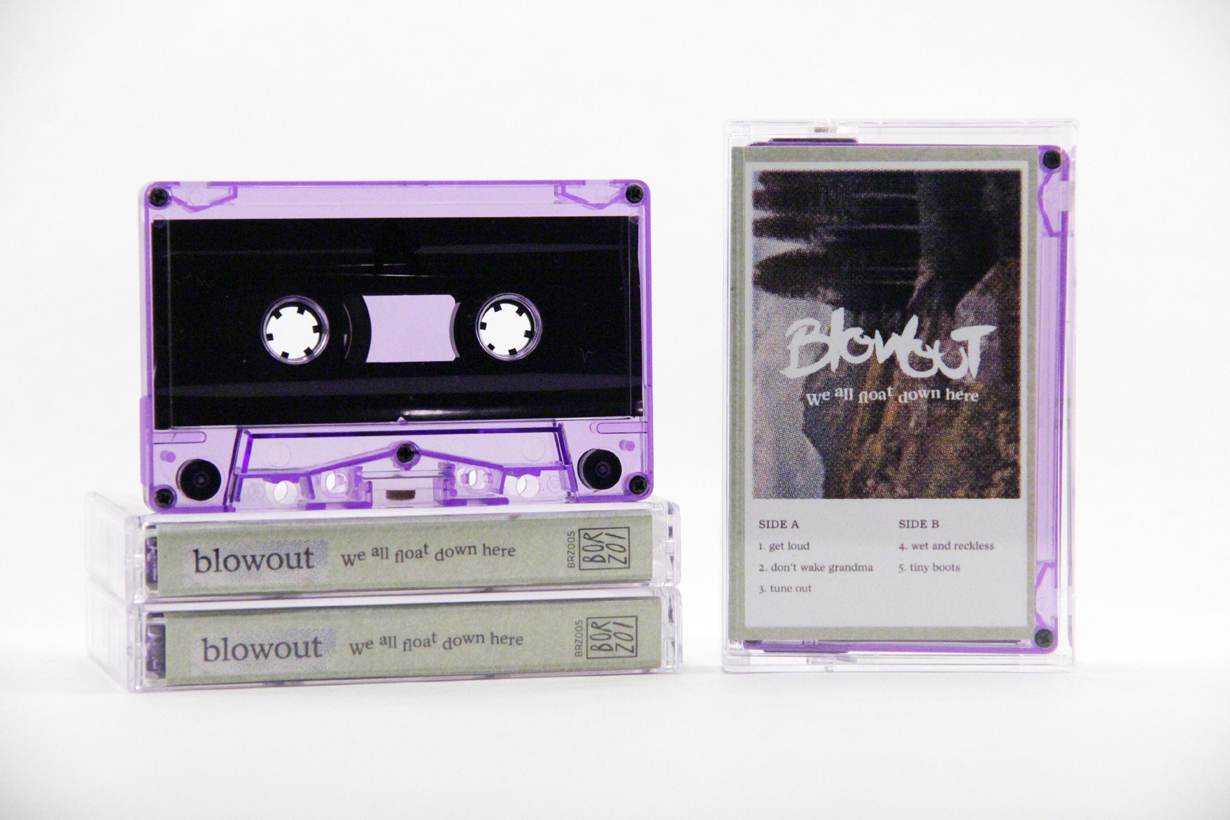 blowout we all float down here BRZ005 BOR
ZOI
blowout we all float down here BRZ005 BOR
ZOI
BlowouT
we all float down here
SIDE A
1. get loud
2. don't wake grandma
3. tune out
SIDE B
4. wet and reckless
5. tiny boots